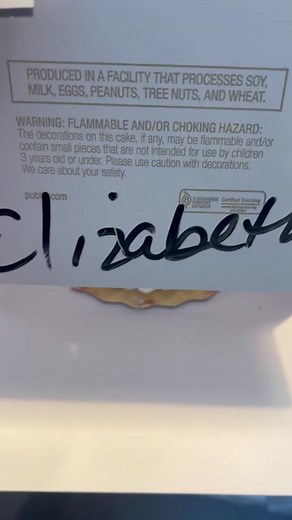 PRODUCED IN A FACILITY THAT PROCESSES SOY,
MILK, EGGS, PEANUTS, TREE NUTS, AND WHEAT.
WARNING: FLAMMABLE AND/OR CHOKING HAZARD:
The decorations on this cake, if any, may be flammable and/or
contain small pieces that are not intended for use by children
3 years old or under. Please use caution with decorations.
We care about your safety.
SUSTAINABLE FORESTRY INITIATIVE
Certified Sourcing
Elizabeth